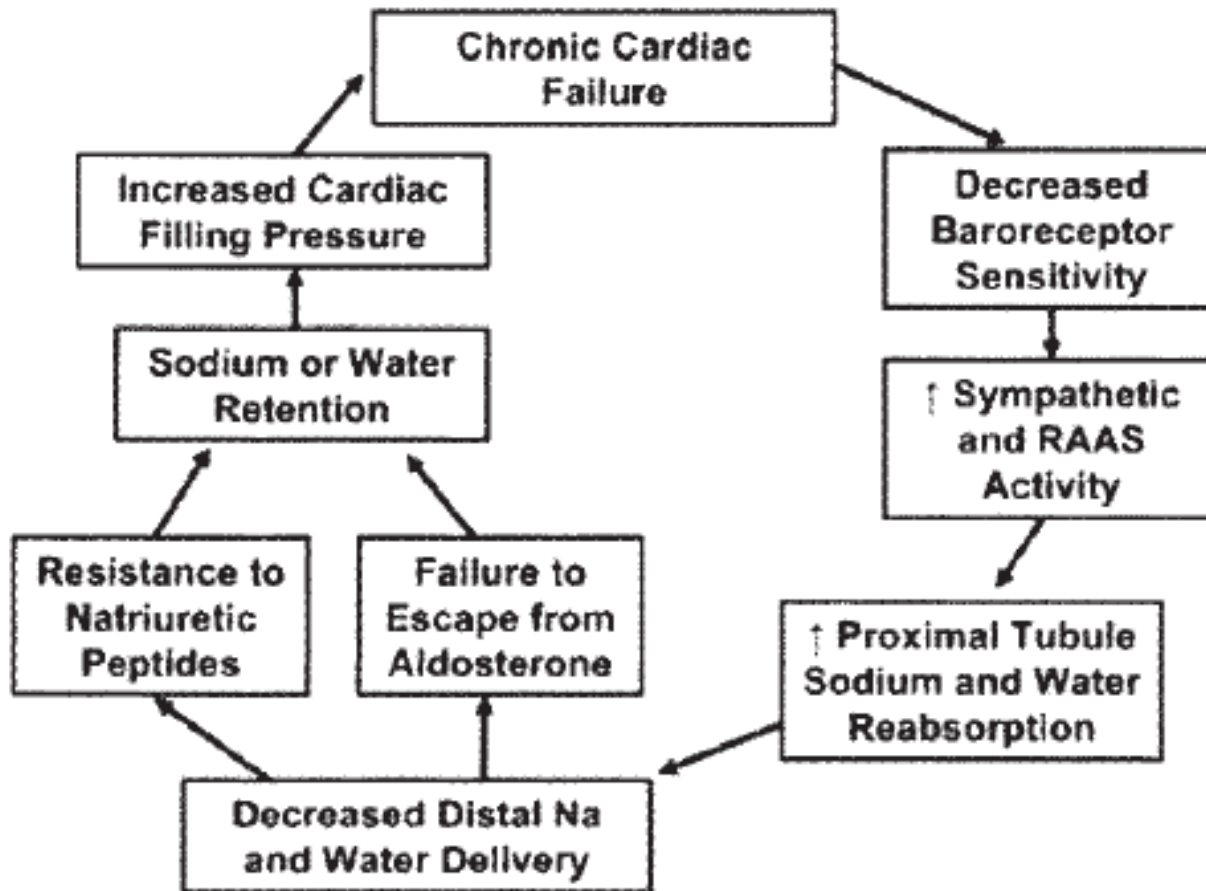 Chronic Cardiac
Failure
Increased Cardiac
Filling Pressure
Decreased
Baroreceptor
Sensitivity
Sodium or Water
Retention
↑ Sympathetic
and RAAS
Activity
Resistance to
Natriuretic
Peptides
Failure to
Escape from
Aldosterone
↑ Proximal Tubule
Sodium and Water
Reabsorption
Decreased Distal Na
and Water Delivery